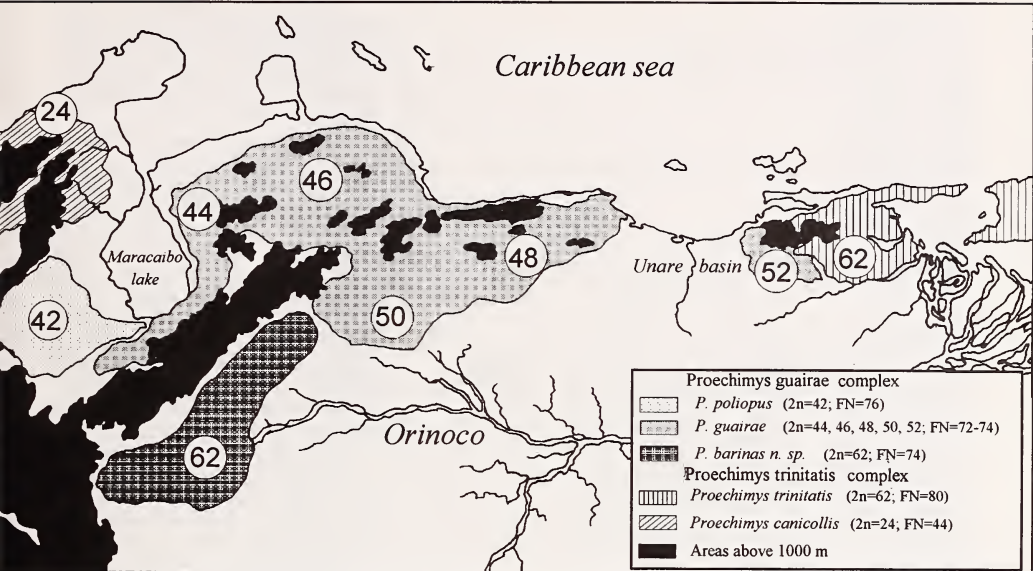 Caribbean sea
24
46
44
Maracaibo
lake
48
Unare basin
52
62
42
50
Orinoco
62
Proechimys guairae complex
P. poliopus (2n=42; FN=76)
P. guairae (2n=44, 46, 48, 50, 52; FN=72-74)
P. barinas n. sp. (2n=62; FN=74)
Proechimys trinitatis complex
Proechimys trinitatis (2n=62; FN=80)
Proechimys canicollis (2n=24; FN=44)
Areas above 1000 m